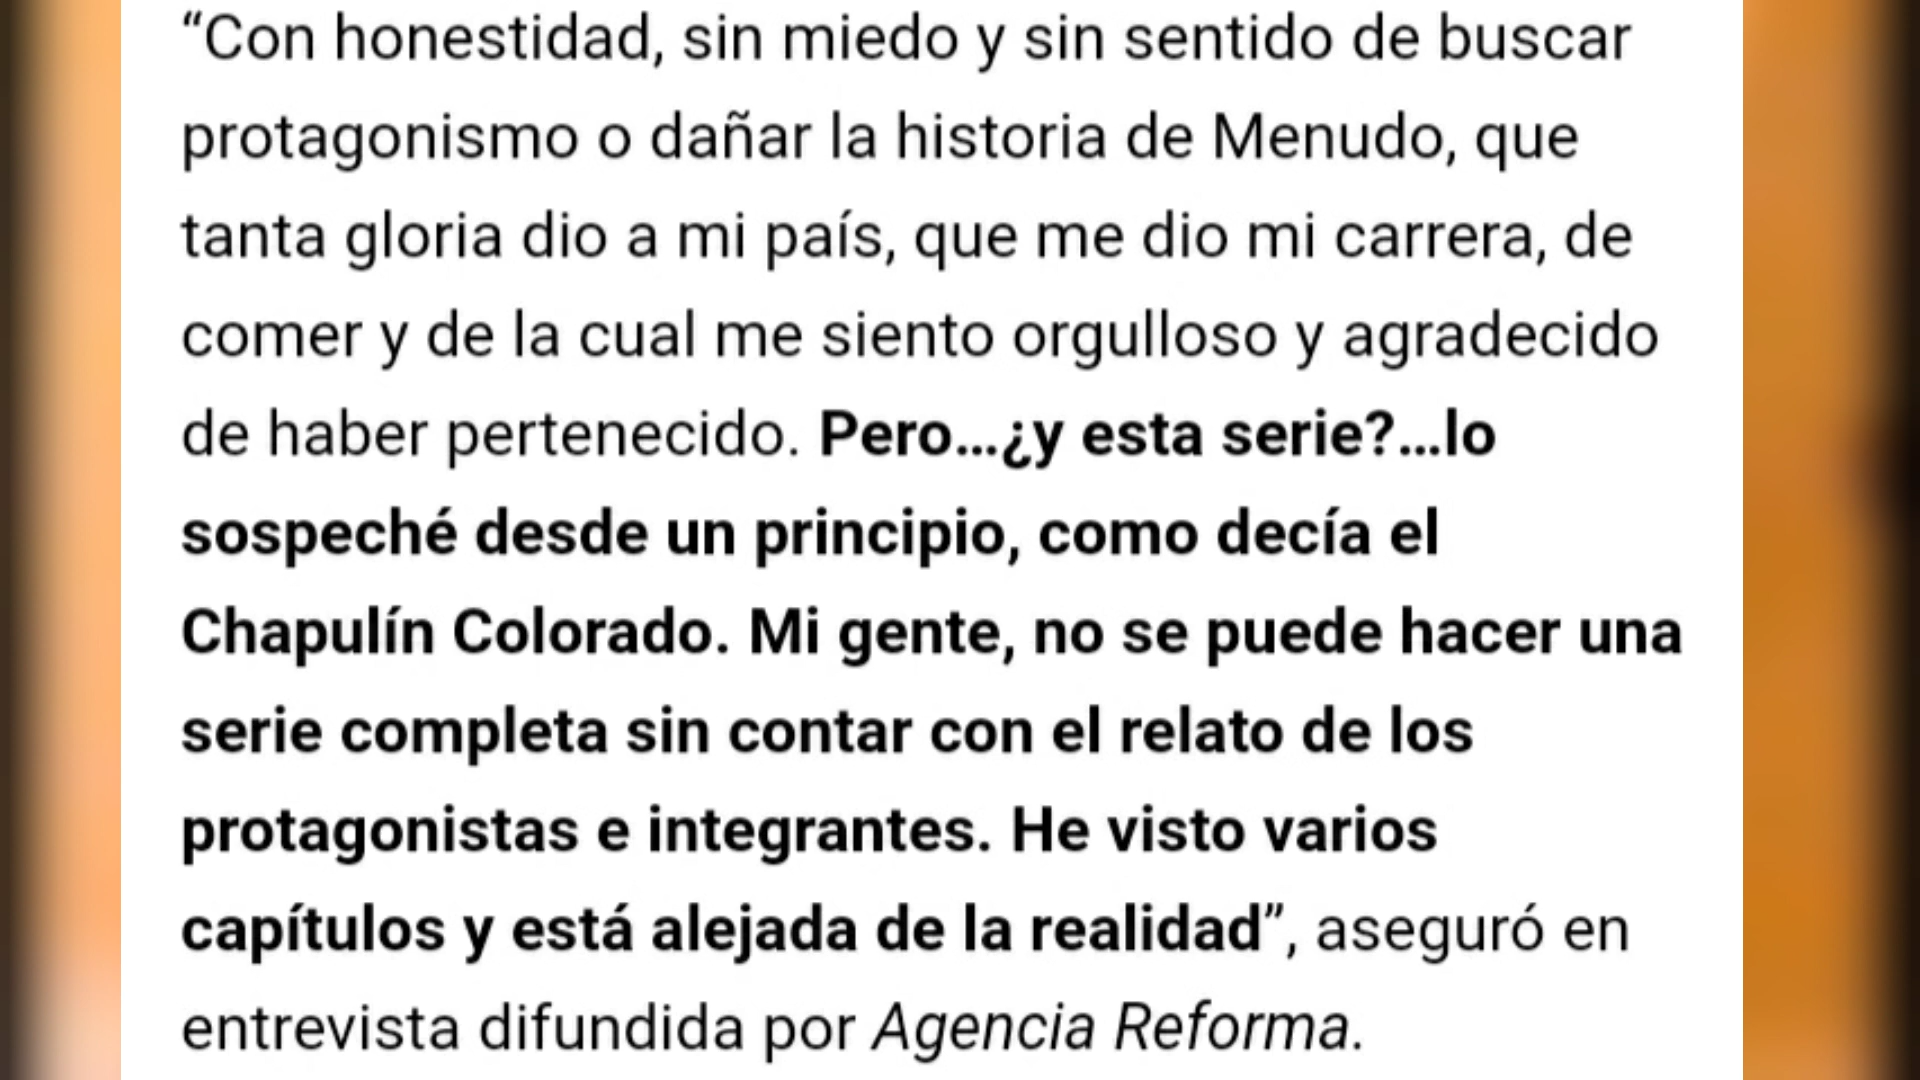 “Con honestidad, sin miedo y sin sentido de buscar
protagonismo o dañar la historia de Menudo, que
tanta gloria dio a mi país, que me dio mi carrera, de
comer y de la cual me siento orgulloso y agradecido
de haber pertenecido. Pero...¿y esta serie?...lo
sospeché desde un principio, como decía el
Chapulín Colorado. Mi gente, no se puede hacer una
serie completa sin contar con el relato de los
protagonistas e integrantes. He visto varios
capítulos y está alejada de la realidad”, aseguró en
entrevista difundida por Agencia Reforma.